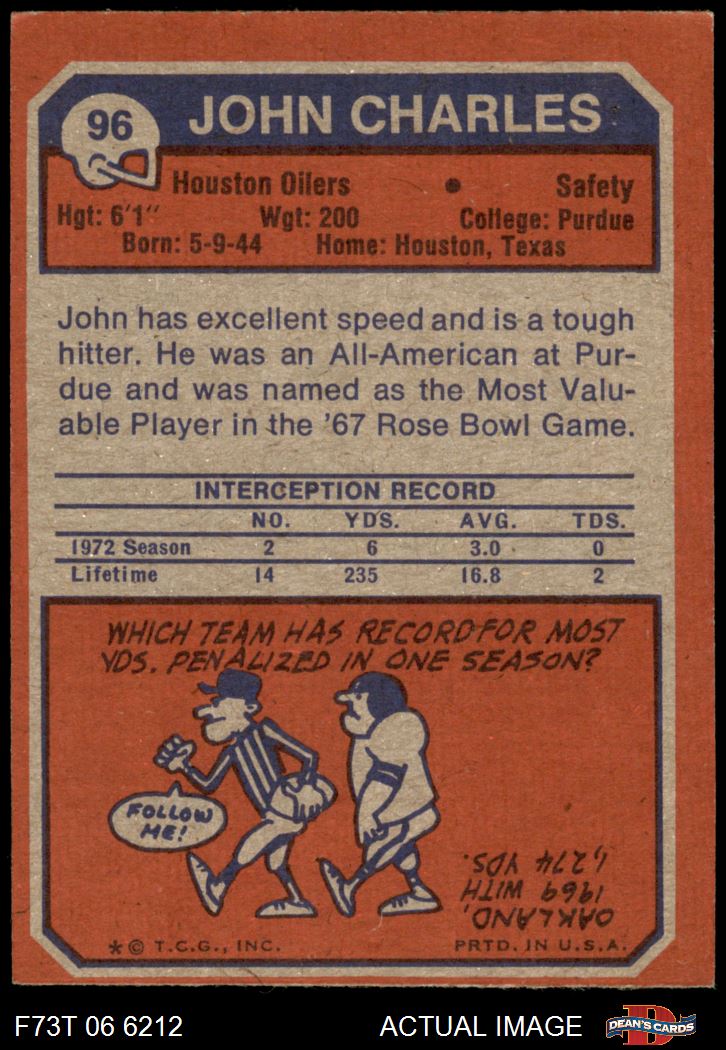 96
JOHN CHARLES
Houston Oilers • Safety
Hgt: 6'1" Wgt: 200 College: Purdue
Born: 5-9-44 Home: Houston, Texas
John has excellent speed and is a tough
hitter. He was an All-American at Pur-
due and was named as the Most Valu-
able Player in the '67 Rose Bowl Game.
INTERCEPTION RECORD
NO. YDS. AVG. TDS.
1972 Season 2 6 3.0 0
Lifetime 14 235 16.8 2
WHICH TEAM HAS RECORD FOR MOST
YDS. PENALIZED IN ONE SEASON?
FOLLOW
ME!
OAKLAND,
1969 WITH
1,274 YDS.
* © T.C.G., INC. PRTD. IN U.S.A.
F73T 06 6212 ACTUAL IMAGE D DEAN'S CARDS